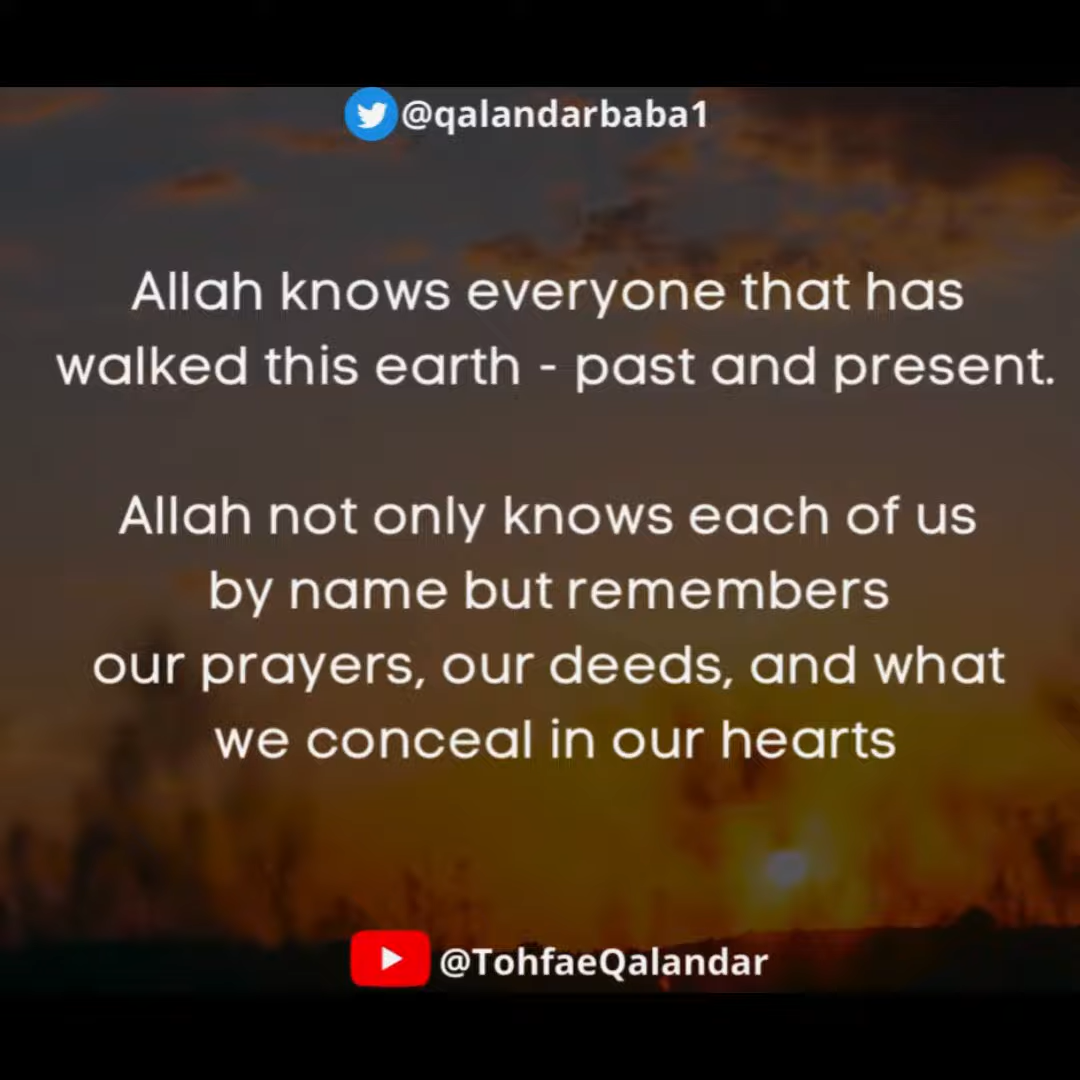 @qalandarbaba1
Allah knows everyone that has
walked this earth - past and present.
Allah not only knows each of us
by name but remembers
our prayers, our deeds, and what
we conceal in our hearts
@TohfaeQalandar